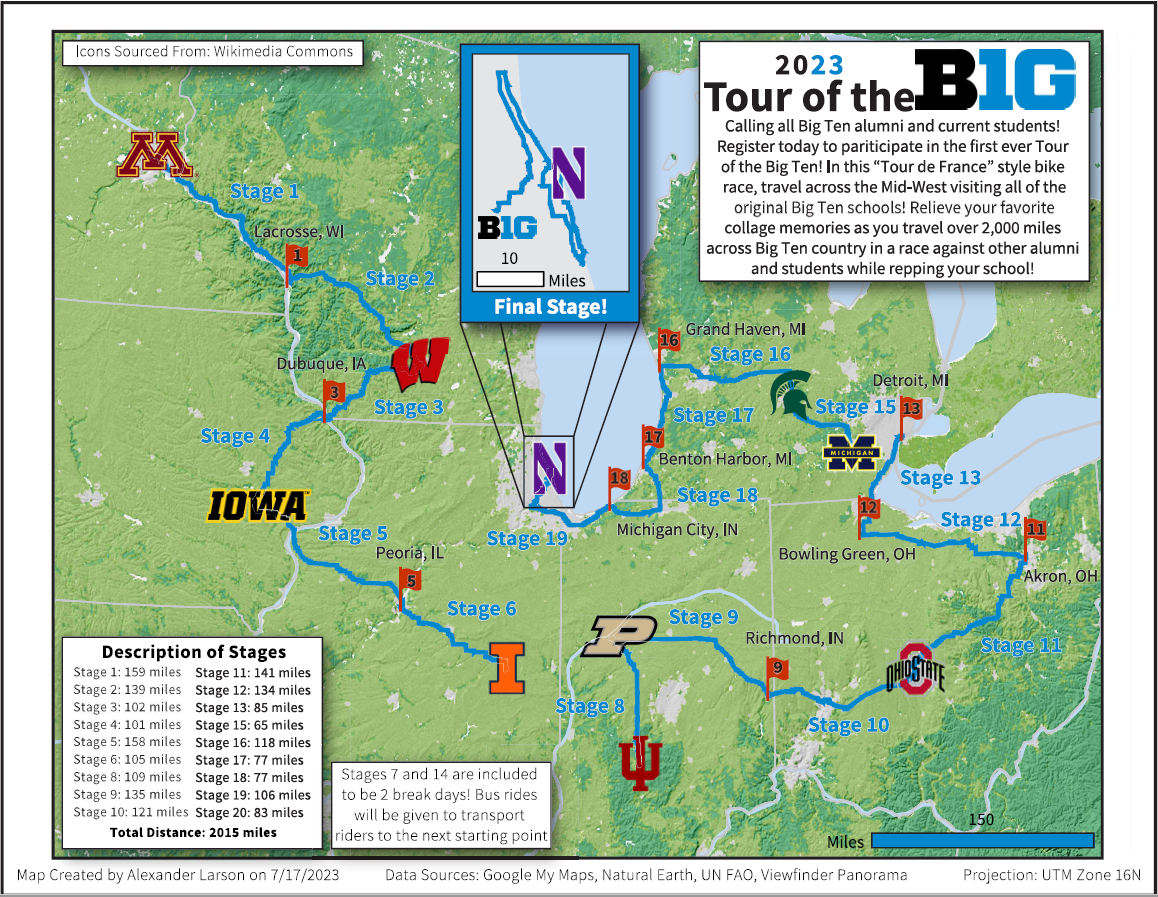 Icons Sourced From: Wikimedia Commons
2023
Tour of the B1G
Calling all Big Ten alumni and current students!
Register today to pariticipate in the first ever Tour
of the Big Ten! In this “Tour de France” style bike
race, travel across the Mid-West visiting all of the
original Big Ten schools! Relieve your favorite
collage memories as you travel over 2,000 miles
across Big Ten country in a race against other alumni
and students while repping your school!
N
B1G
10
Miles
Final Stage!
M
Stage 1
Lacrosse, WI
1
Stage 2
W
Dubuque, IA
3
Stage 3
Stage 4
IOWA
Stage 5
Peoria, IL
5
Stage 6
I
N
Stage 19
16
Grand Haven, MI
Stage 16
Detroit, MI
Stage 15
13
Stage 17
17
M
MICHIGAN
Benton Harbor, MI
18
Stage 18
Stage 13
Michigan City, IN
12
Stage 12
11
Bowling Green, OH
Akron, OH
P
Stage 9
Richmond, IN
9
Stage 11
OHIO STATE
Stage 8
Stage 10
IU
Description of Stages
Stage 1: 159 miles Stage 11: 141 miles
Stage 2: 139 miles Stage 12: 134 miles
Stage 3: 102 miles Stage 13: 85 miles
Stage 4: 101 miles Stage 15: 65 miles
Stage 5: 158 miles Stage 16: 118 miles
Stage 6: 105 miles Stage 17: 77 miles
Stage 8: 109 miles Stage 18: 77 miles
Stage 9: 135 miles Stage 19: 106 miles
Stage 10: 121 miles Stage 20: 83 miles
Total Distance: 2015 miles
Stages 7 and 14 are included
to be 2 break days! Bus rides
will be given to transport
riders to the next starting point
150
Miles
Map Created by Alexander Larson on 7/17/2023 Data Sources: Google My Maps, Natural Earth, UN FAO, Viewfinder Panorama Projection: UTM Zone 16N